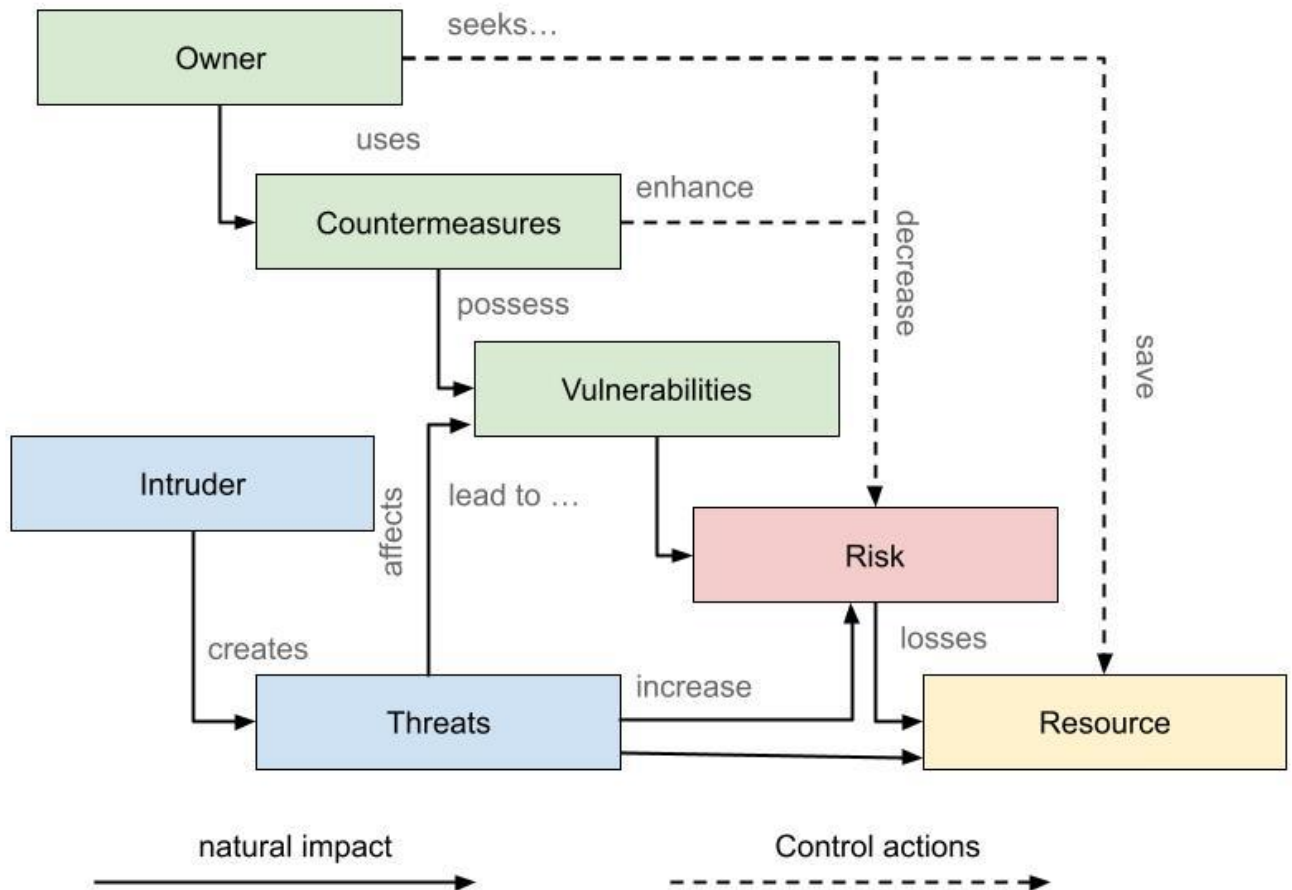 seeks…
Owner
uses
enhance
Countermeasures
decrease
possess
save
Vulnerabilities
Intruder
affects
lead to …
Risk
creates
losses
increase
Threats
Resource
natural impact
Control actions